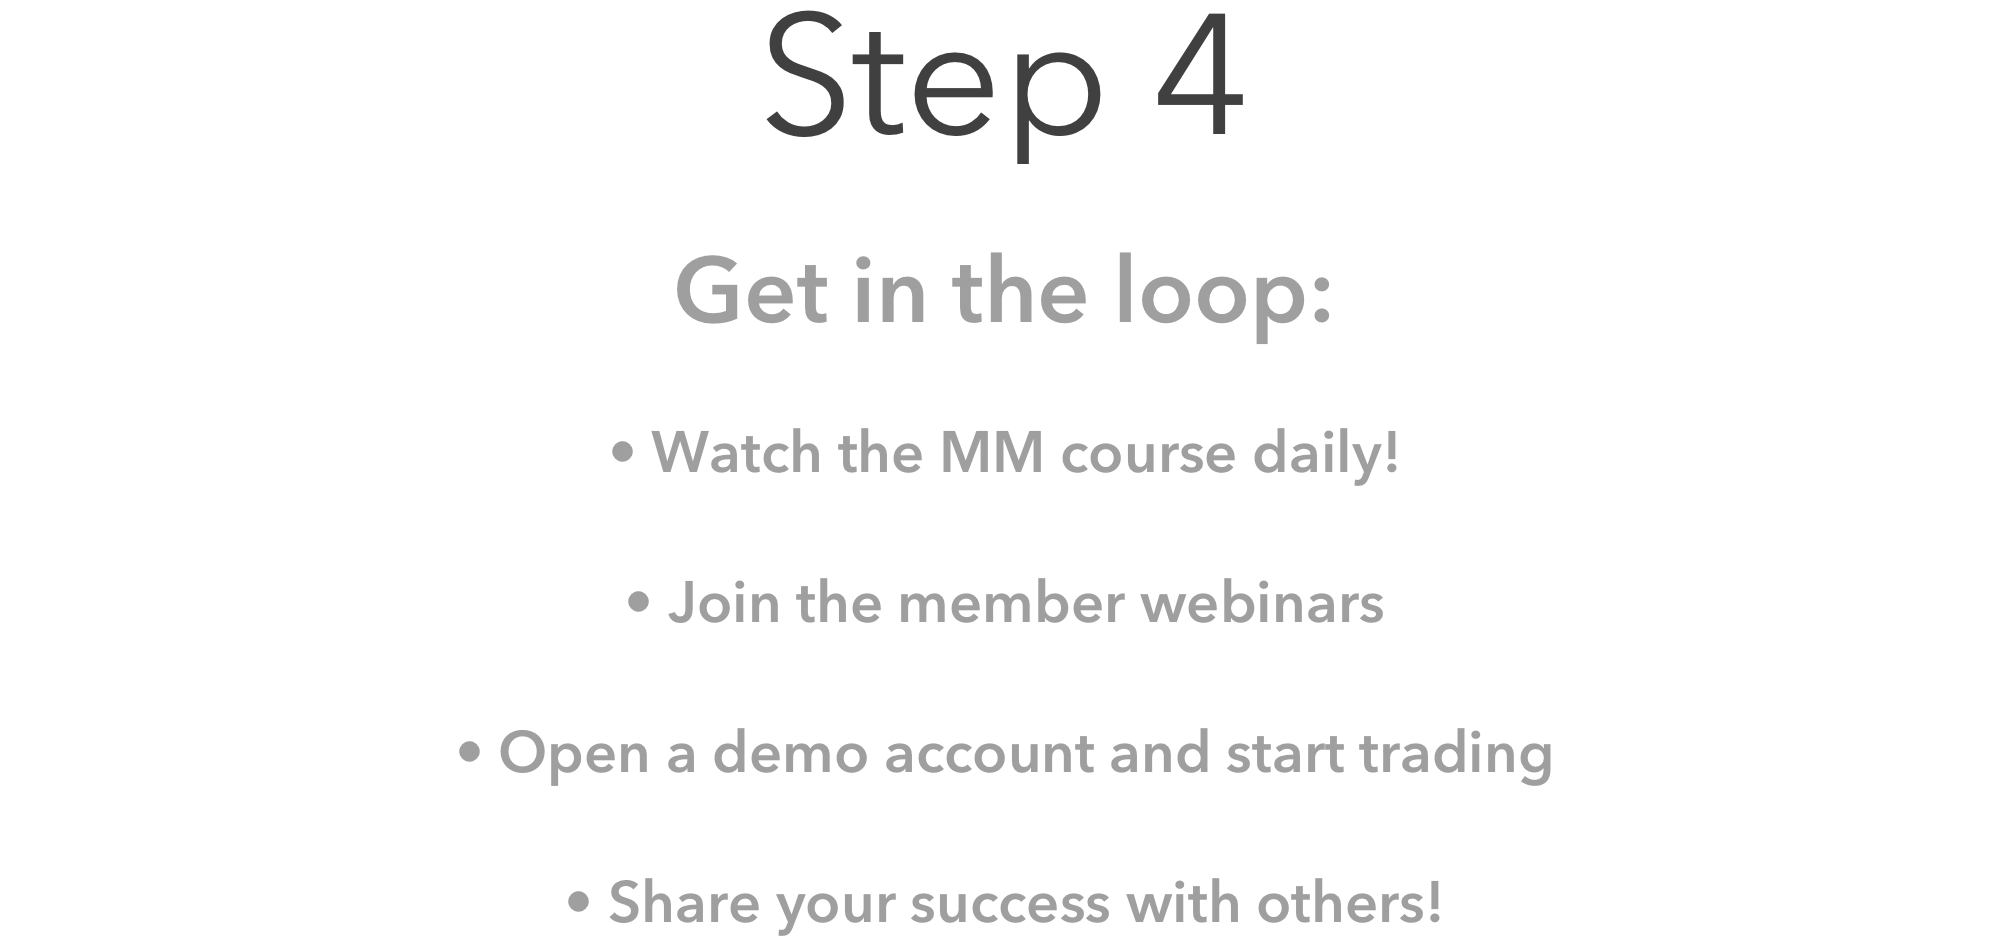 Step 4
Get in the loop:
• Watch the MM course daily!
• Join the member webinars
• Open a demo account and start trading
• Share your success with others!